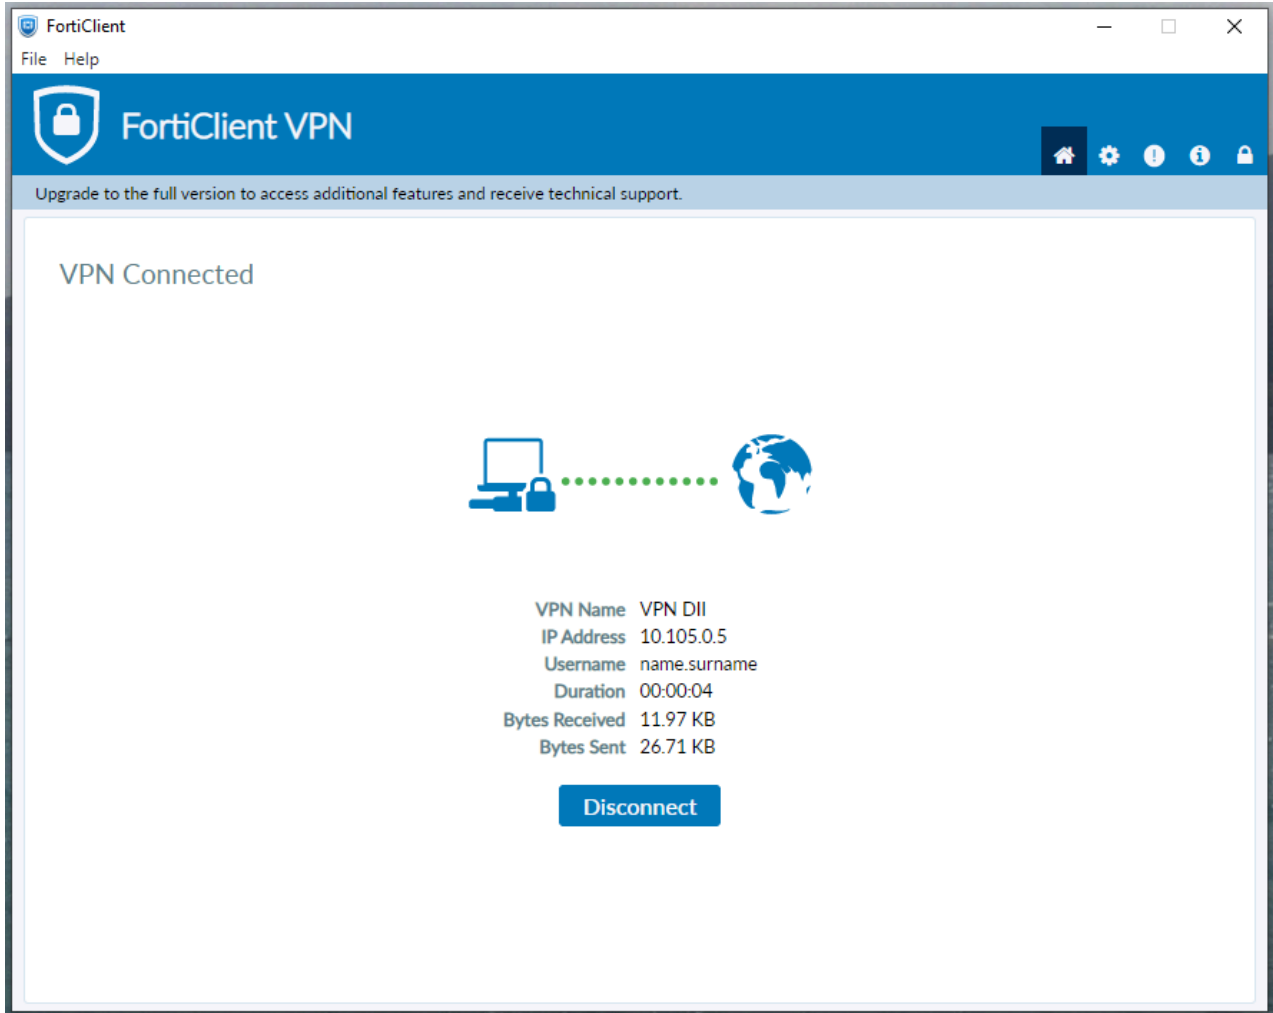 FortiClient
File Help
FortiClient VPN
Upgrade to the full version to access additional features and receive technical support.
VPN Connected
VPN Name VPN DII
IP Address 10.105.0.5
Username name.surname
Duration 00:00:04
Bytes Received 11.97 KB
Bytes Sent 26.71 KB
Disconnect